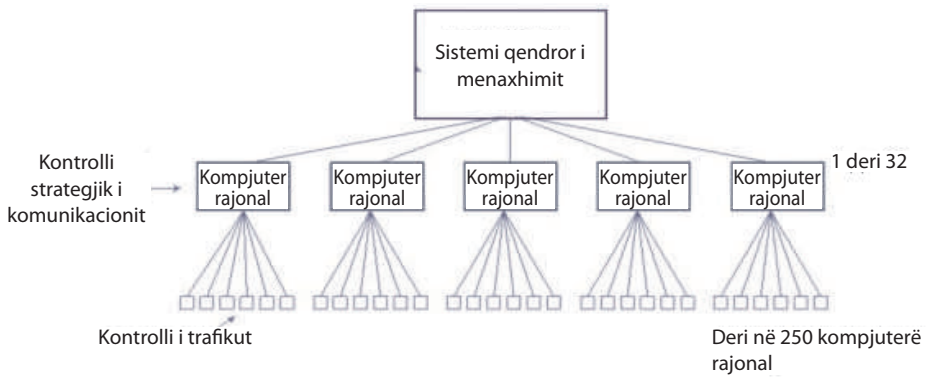 Sistemi qendror i
menaxhimit
Kontrolli
strategjik i
komunikacionit
Kompjuter
rajonal
Kompjuter
rajonal
Kompjuter
rajonal
Kompjuter
rajonal
Kompjuter
rajonal
1 deri 32
Kontrolli i trafikut
Deri në 250 kompjuterë
rajonal